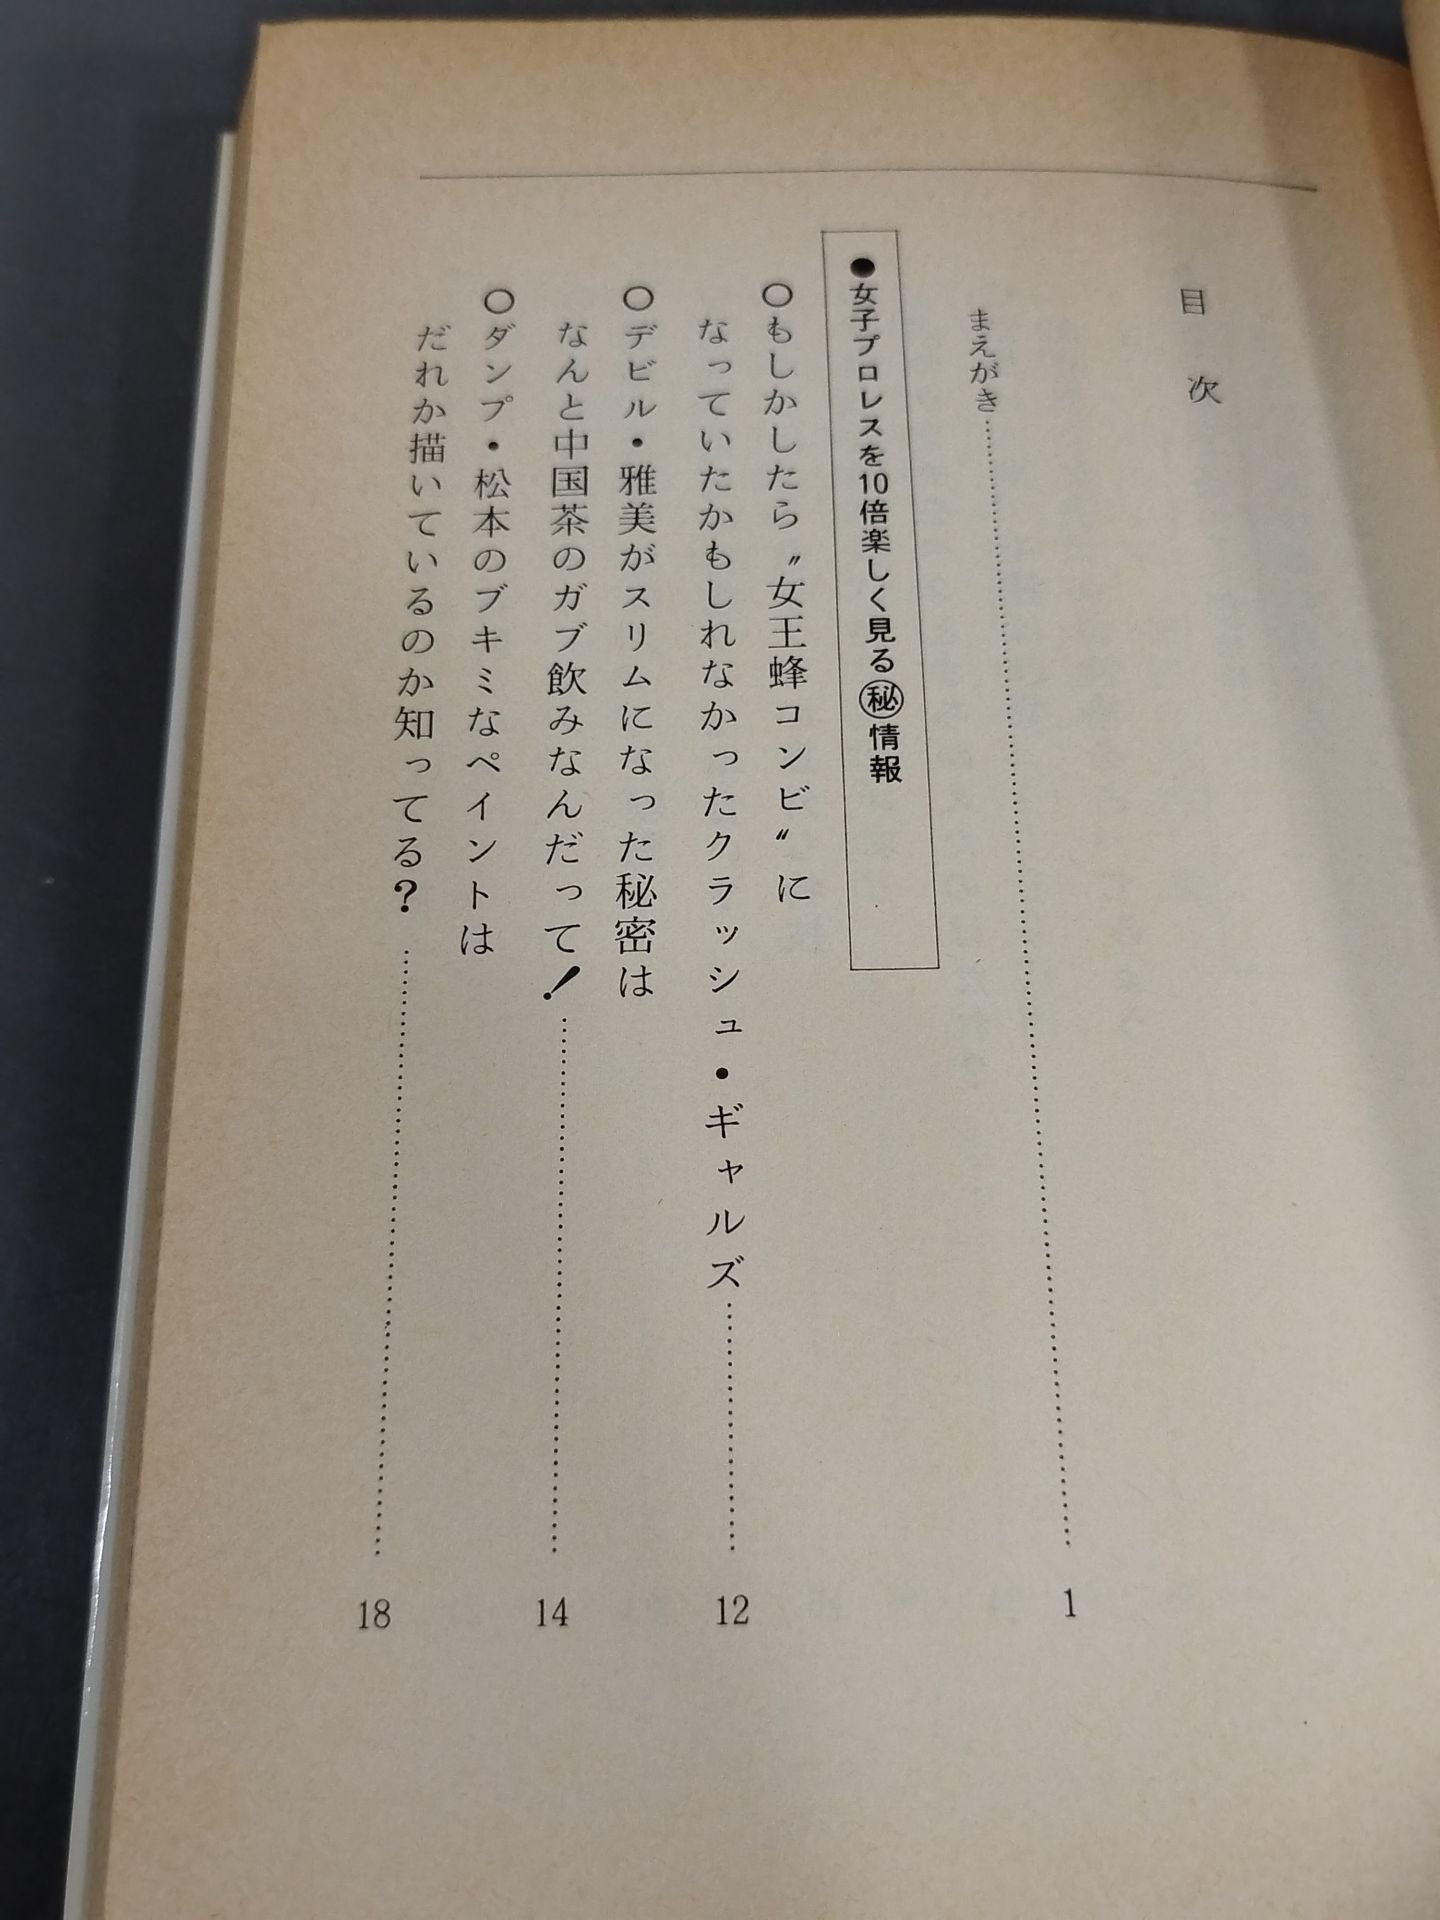 目次
まえがき……………………………………………………1
●女子プロレスを10倍楽しく見る㊙情報
○もしかしたら〝女王蜂コンビ〟に
なっていたかもしれなかったクラッシュ・ギャルズ……………12
○デビル・雅美がスリムになった秘密は
なんと中国茶のガブ飲みなんだって！……………………………14
○ダンプ・松本のブキミなペイントは
だれか描いているのか知ってる？…………………………………18